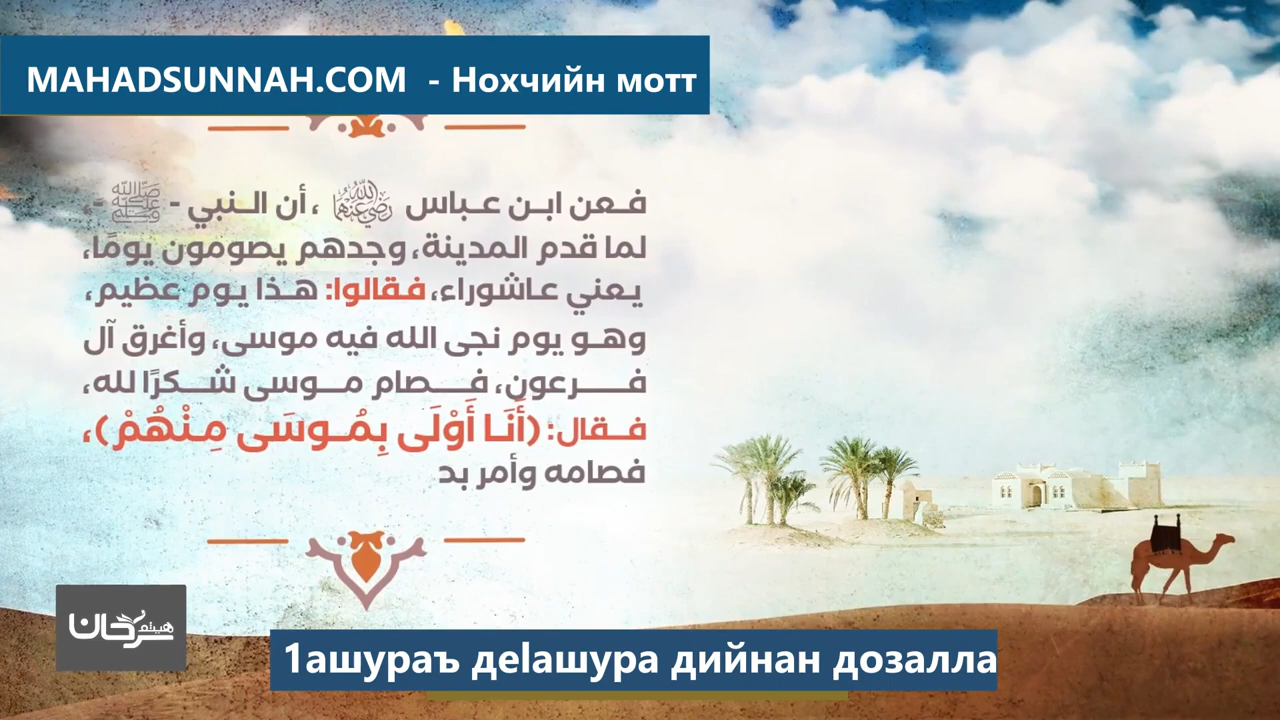 MAHADSUNNAH.COM - Нохчийн мотт
فعن ابن عباس رضي الله عنهما، أن النبي - ﷺ -،
لما قدم المدينة، وجدهم يصومون يومًا،
يعني عاشوراء، فقالوا: هذا يوم عظيم،
وهو يوم نجى الله فيه موسى، وأغرق آل
فرعون، فصام موسى شكرًا لله،
فقال: (أَنَا أَوْلَى بِمُوسَى مِنْهُمْ)،
فصامه وأمر بد
هيثم سرحان
1ашураъ деlашура дийнан дозалла